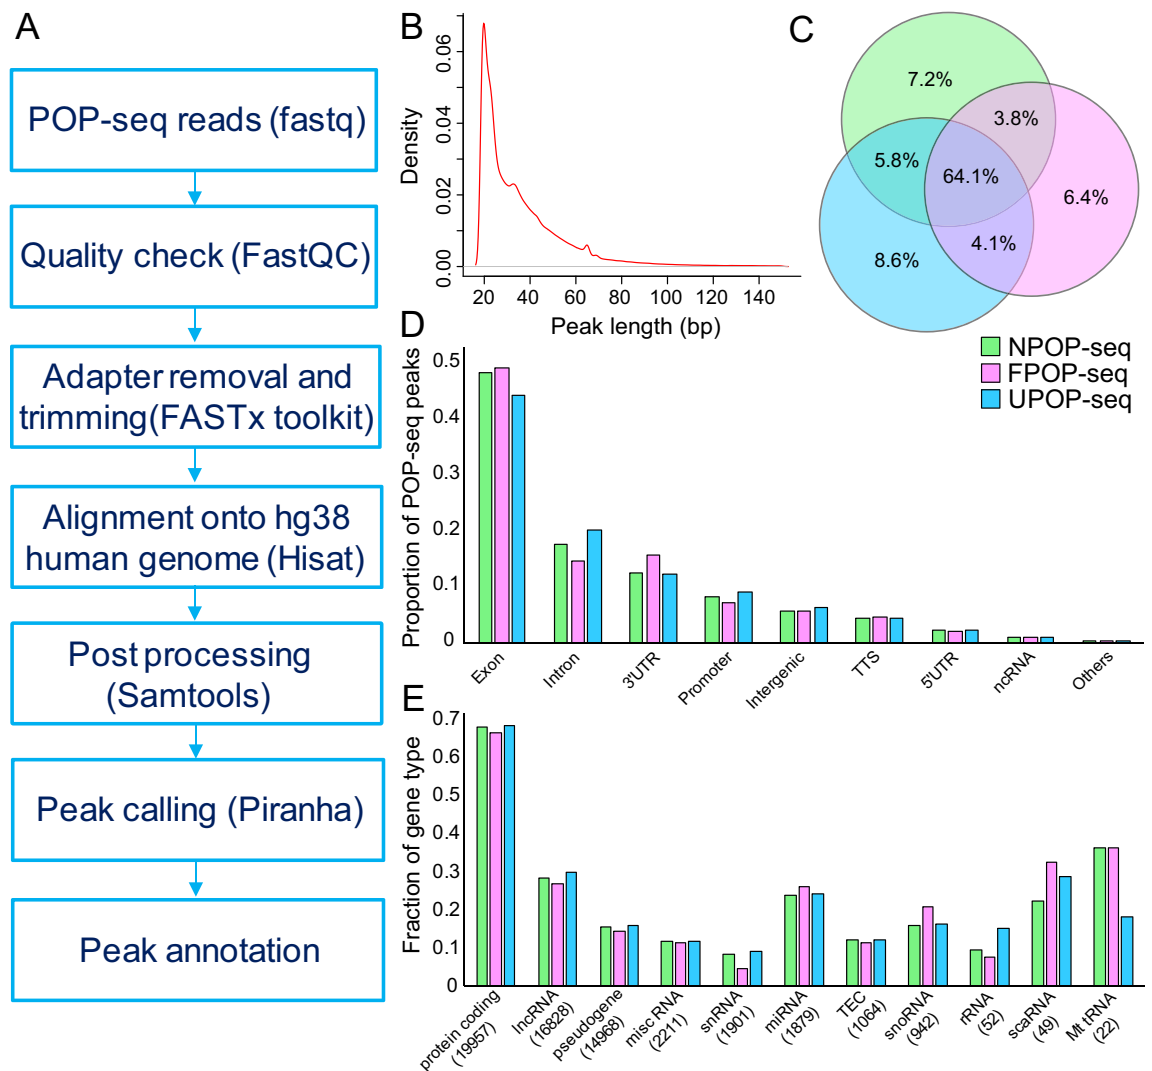 A
POP-seq reads (fastq)
Quality check (FastQC)
Adapter removal and
trimming(FASTx toolkit)
Alignment onto hg38
human genome (Hisat)
Post processing
(Samtools)
Peak calling (Piranha)
Peak annotation
B
Density
0.06
0.04
0.02
0.00
20 40 60 80 100 120 140
Peak length (bp)
C
7.2%
3.8%
5.8%
64.1%
6.4%
4.1%
8.6%
NPOP-seq
FPOP-seq
UPOP-seq
D
Proportion of POP-seq peaks
0.5
0.4
0.3
0.2
0.1
0
Exon
Intron
3'UTR
Promoter
Intergenic
TTS
5'UTR
ncRNA
Others
E
Fraction of gene type
0.7
0.6
0.5
0.4
0.3
0.2
0.1
0
protein coding
(19957)
lncRNA
(16828)
pseudogene
(14968)
misc RNA
(2211)
snRNA
(1901)
miRNA
(1879)
TEC
(1064)
snoRNA
(942)
rRNA
(52)
scaRNA
(49)
Mt tRNA
(22)